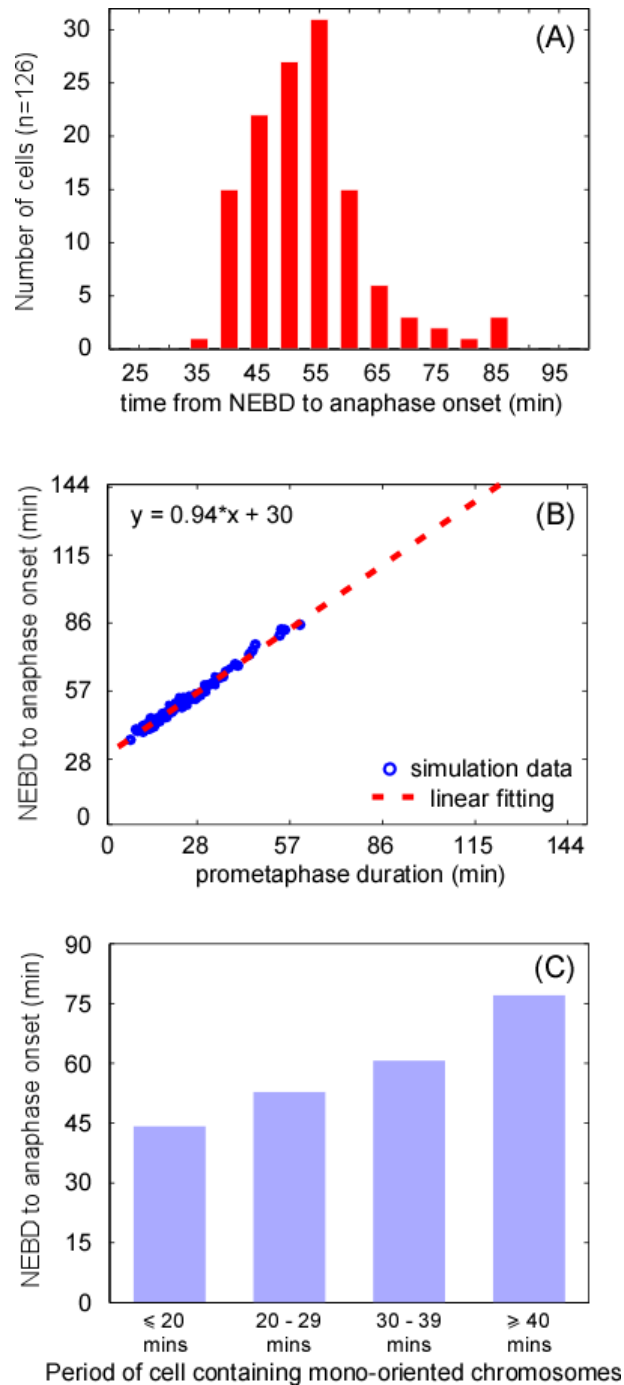 (A)
Number of cells (n=126)
30
25
20
15
10
5
0
25 35 45 55 65 75 85 95
time from NEBD to anaphase onset (min)
(B)
y = 0.94*x + 30
NEBD to anaphase onset (min)
144
115
86
57
28
0
simulation data
linear fitting
0 28 57 86 115 144
prometaphase duration (min)
(C)
NEBD to anaphase onset (min)
90
75
60
45
30
15
0
⩽ 20 20 - 29 30 - 39 ⩾ 40
mins mins mins mins
Period of cell containing mono-oriented chromosomes